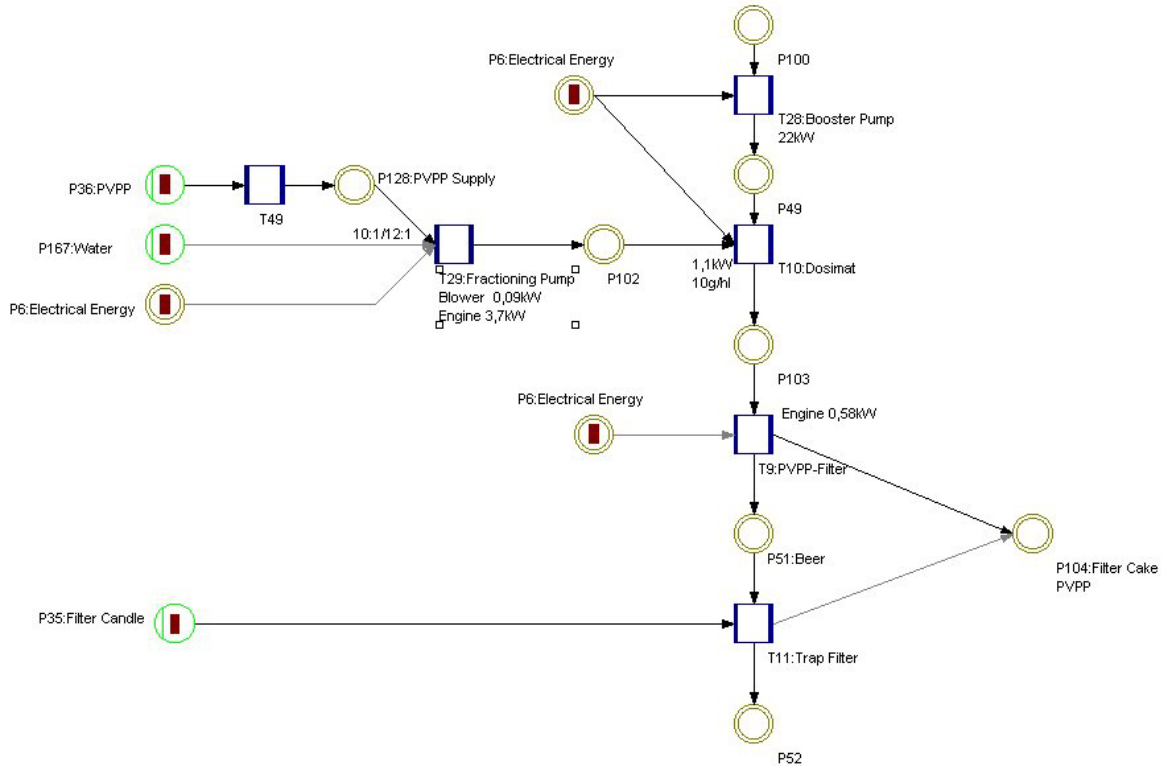 P100
P6:Electrical Energy
T28:Booster Pump
22kW
P36:PVPP
P128:PVPP Supply
T49
P49
P167:Water
10:1/12:1
T29:Fractioning Pump
Blower 0,09kW
Engine 3,7kW
P102
1,1kW
10g/hl
T10:Dosimat
P6:Electrical Energy
P103
P6:Electrical Energy
Engine 0,58kW
T9:PVPP-Filter
P51:Beer
P104:Filter Cake
PVPP
P35:Filter Candle
T11:Trap Filter
P52